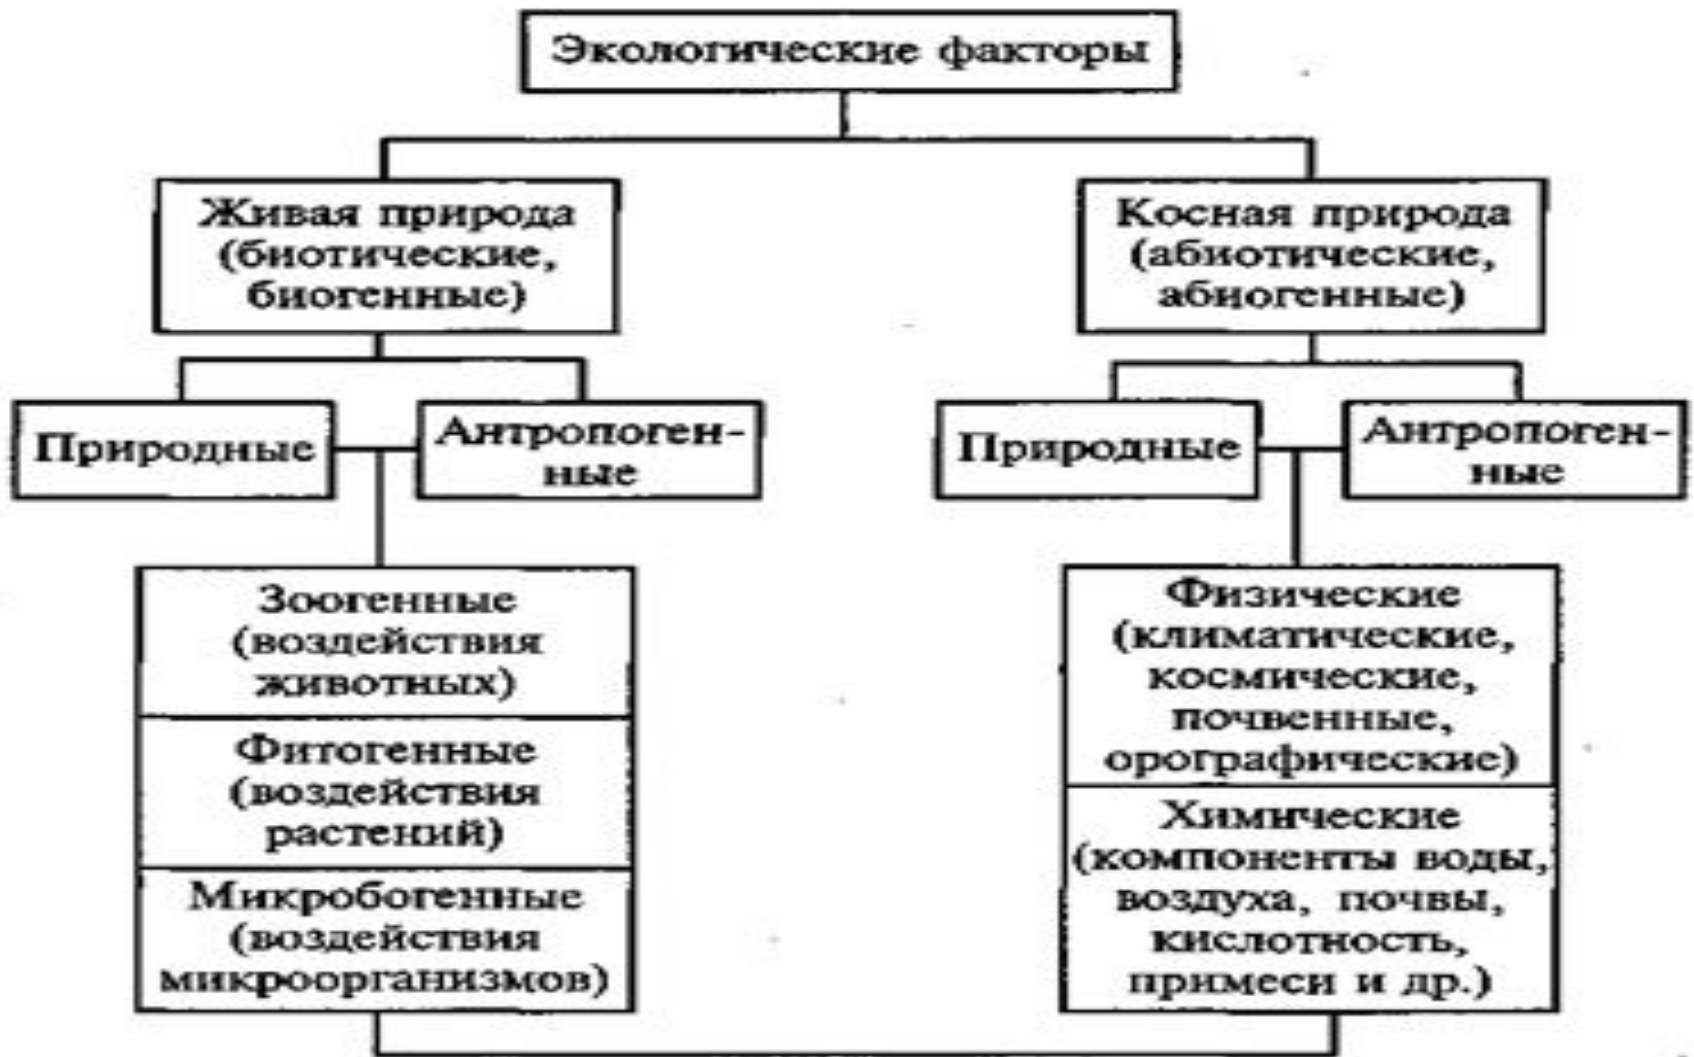 Экологические факторы
Живая природа
(биотические,
биогенные)
Косная природа
(абиотические,
абиогенные)
Природные
Антропоген-
ные
Природные
Антропоген-
ные
Зоогенные
(воздействия
животных)
Фитогенные
(воздействия
растений)
Микробогенные
(воздействия
микроорганизмов)
Физические
(климатические,
космические,
почвенные,
орографические)
Химические
(компоненты воды,
воздуха, почвы,
кислотность,
примеси и др.)